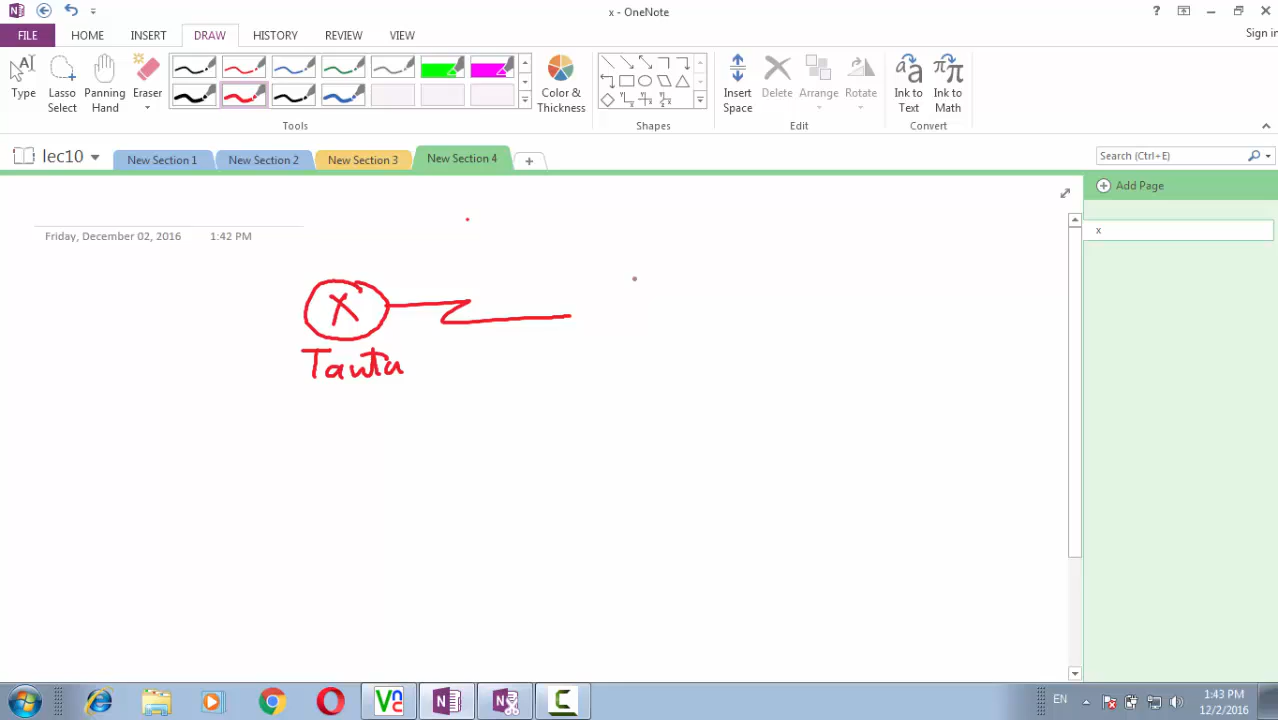 x - OneNote
?
Sign in
FILE HOME INSERT DRAW HISTORY REVIEW VIEW
Type
Lasso Select
Panning Hand
Eraser
Color & Thickness
Insert Space
Delete
Arrange
Rotate
Ink to Text
Ink to Math
Tools
Shapes
Edit
Convert
lec10
New Section 1
New Section 2
New Section 3
New Section 4
Search (Ctrl+E)
Add Page
x
Friday, December 02, 2016 1:42 PM
X
Tanta
EN
1:43 PM
12/2/2016